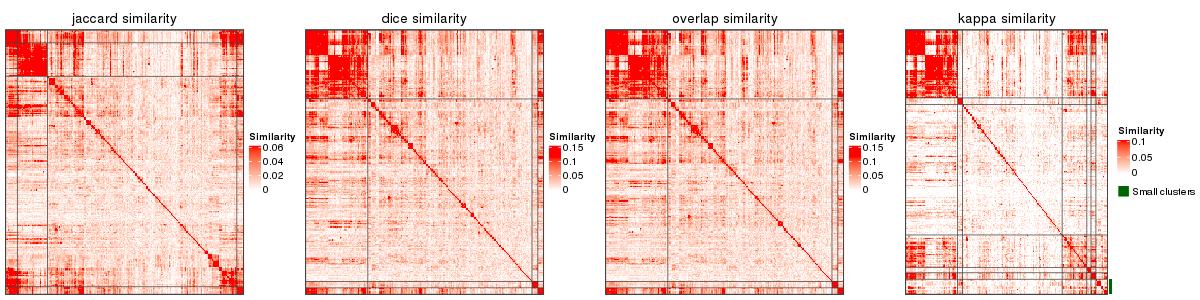 jaccard similarity
Similarity
0.06
0.04
0.02
0
dice similarity
Similarity
0.15
0.1
0.05
0
overlap similarity
Similarity
0.15
0.1
0.05
0
kappa similarity
Similarity
0.1
0.05
0
Small clusters